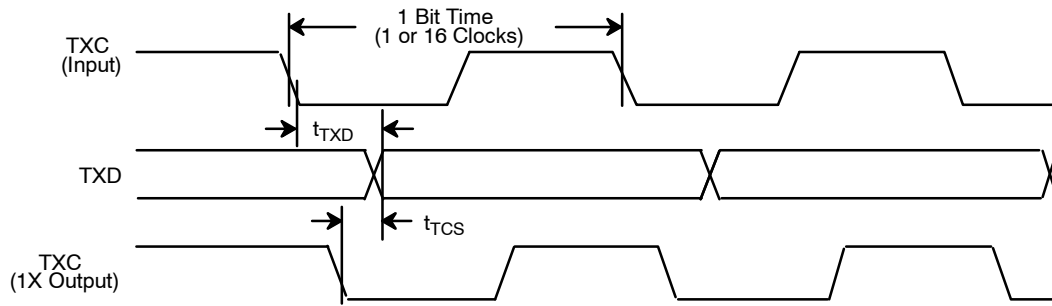 1 Bit Time
(1 or 16 Clocks)
TXC
(Input)
tTXD
TXD
tTCS
TXC
(1X Output)